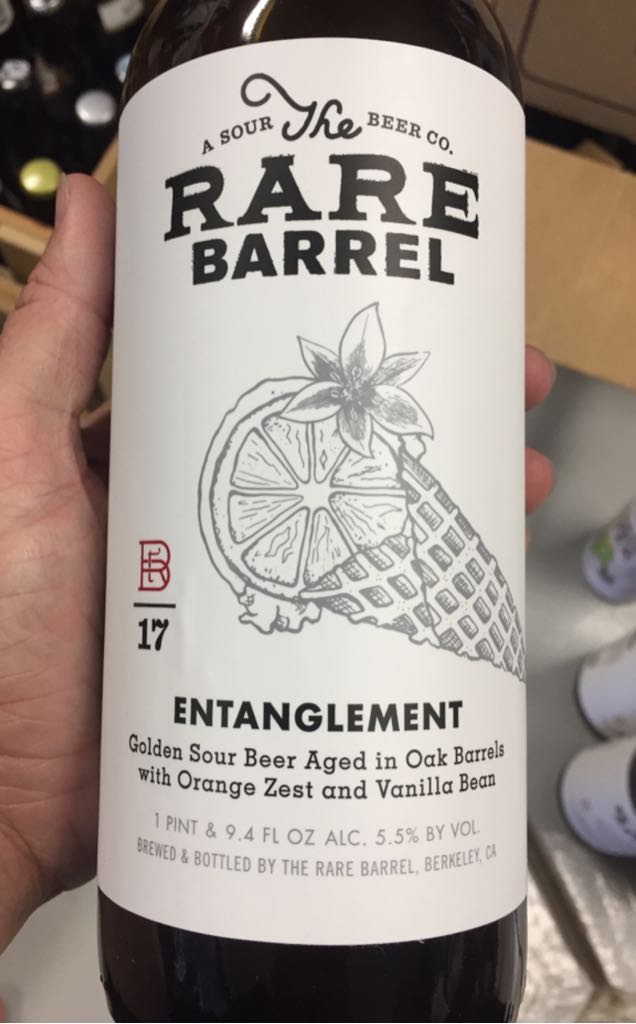 The
A SOUR BEER CO.
RARE
BARREL
17
ENTANGLEMENT
Golden Sour Beer Aged in Oak Barrels
with Orange Zest and Vanilla Bean
1 PINT & 9.4 FL OZ ALC. 5.5% BY VOL.
BREWED & BOTTLED BY THE RARE BARREL, BERKELEY, CA